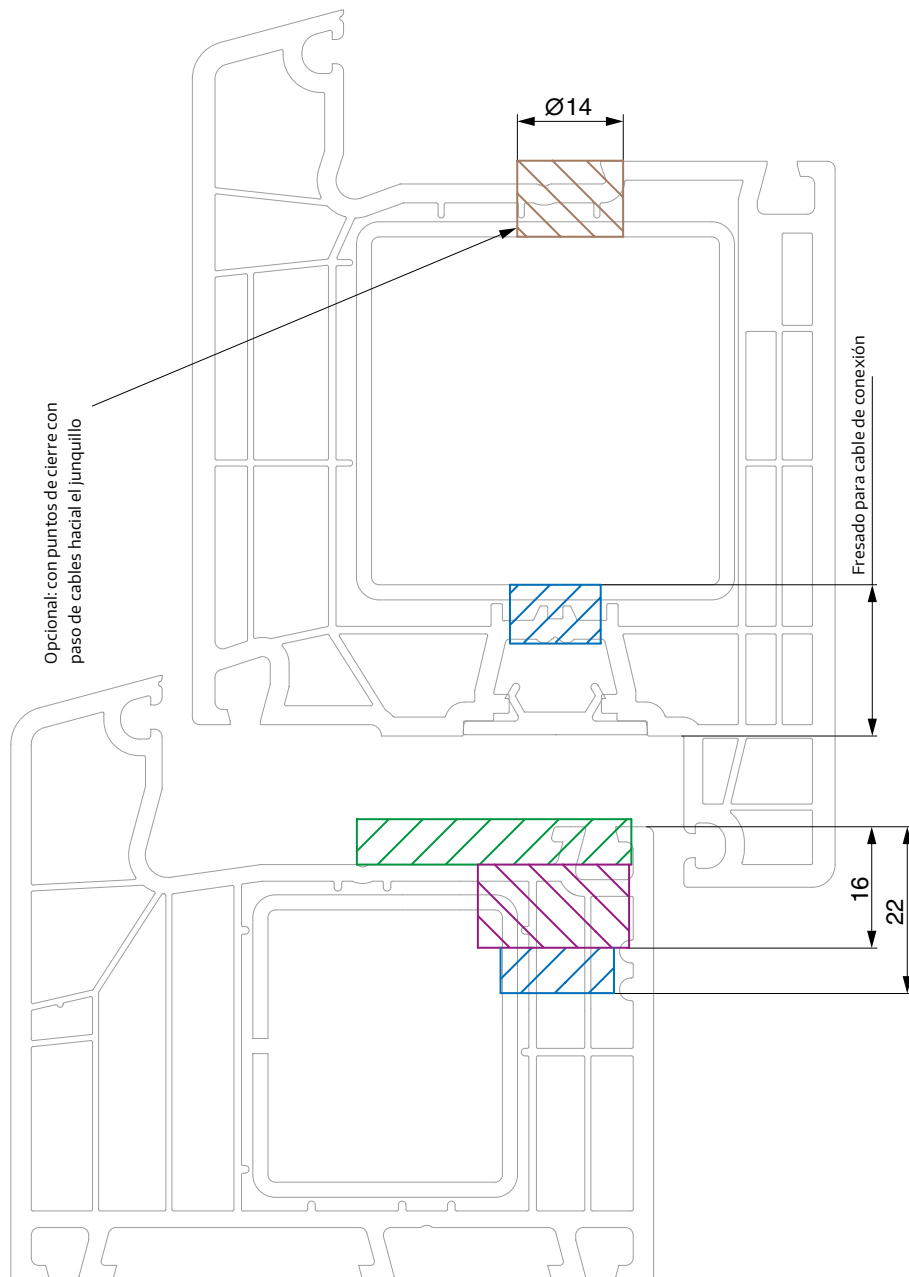 Ø14
Opcional: con puntos de cierre con
paso de cables hacial el junquillo
Fresado para cable de conexión
16
22